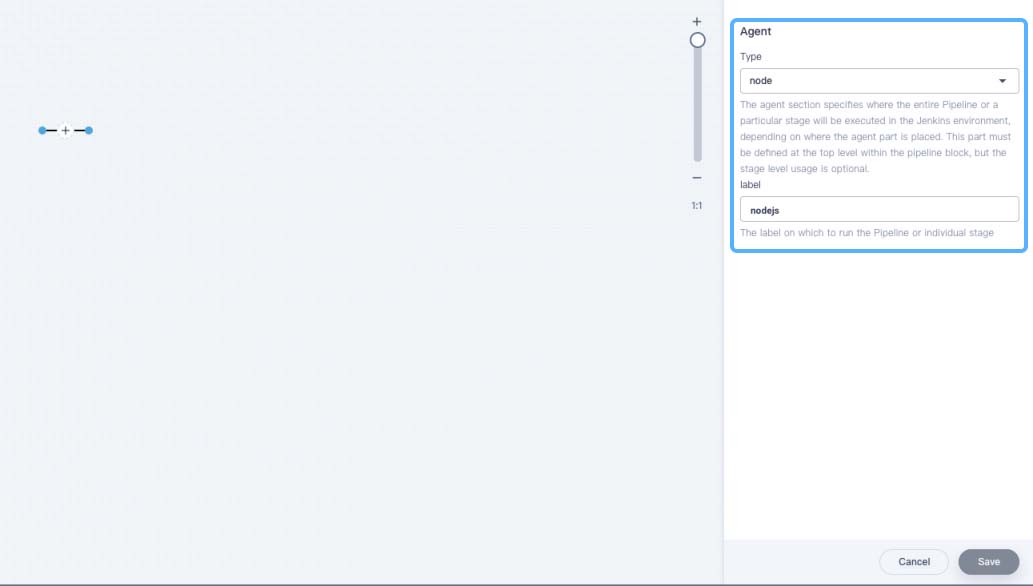 +
+
−
1:1
Agent
Type
node
The agent section specifies where the entire Pipeline or a
particular stage will be executed in the Jenkins environment,
depending on where the agent part is placed. This part must
be defined at the top level within the pipeline block, but the
stage level usage is optional.
label
nodejs
The label on which to run the Pipeline or individual stage
Cancel
Save